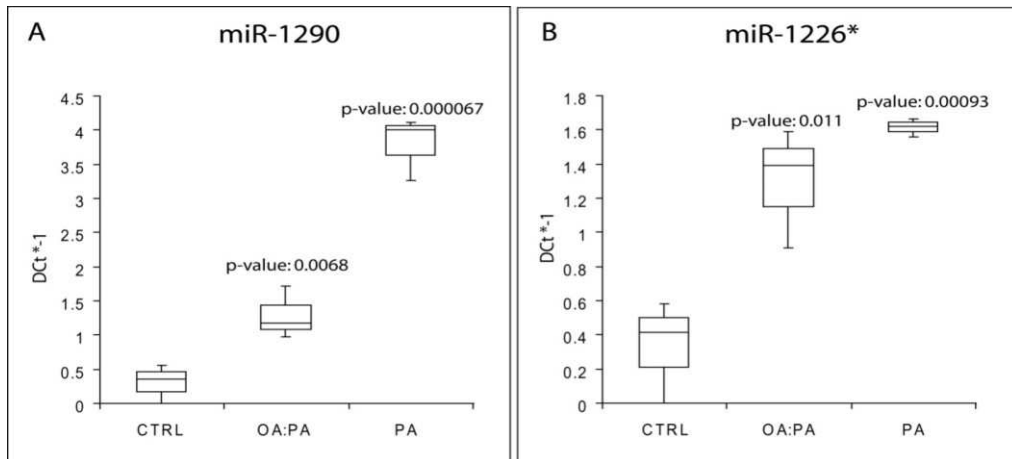 A
miR-1290
4.5
4
3.5
3
2.5
2
1.5
1
0.5
0
DCt *-1
p-value: 0.000067
p-value: 0.0068
CTRL
OA:PA
PA
B
miR-1226*
1.8
1.6
1.4
1.2
1
0.8
0.6
0.4
0.2
0
DCt *-1
p-value: 0.00093
p-value: 0.011
CTRL
OA:PA
PA